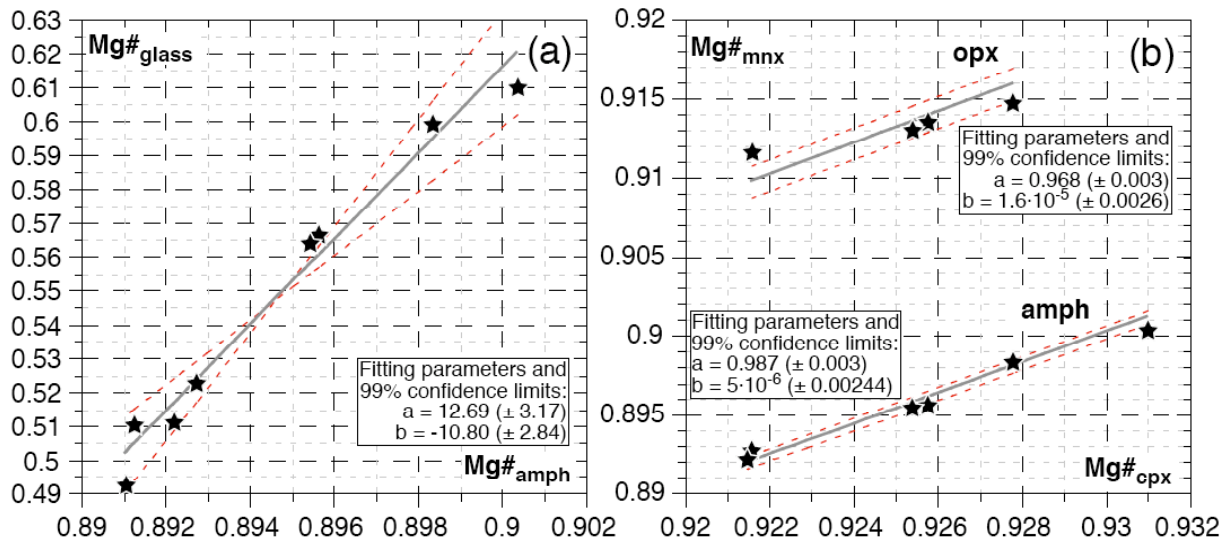 0.63
0.62
0.61
0.6
0.59
0.58
0.57
0.56
0.55
0.54
0.53
0.52
0.51
0.5
0.49
Mg#glass
(a)
Fitting parameters and
99% confidence limits:
a = 12.69 (± 3.17)
b = -10.80 (± 2.84)
Mg#amph
0.89 0.892 0.894 0.896 0.898 0.9 0.902
0.92
0.915
0.91
0.905
0.9
0.895
0.89
Mg#mnx
opx
(b)
Fitting parameters and
99% confidence limits:
a = 0.968 (± 0.003)
b = 1.6·10-5 (± 0.0026)
amph
Fitting parameters and
99% confidence limits:
a = 0.987 (± 0.003)
b = 5·10-6 (± 0.00244)
Mg#cpx
0.92 0.922 0.924 0.926 0.928 0.93 0.932